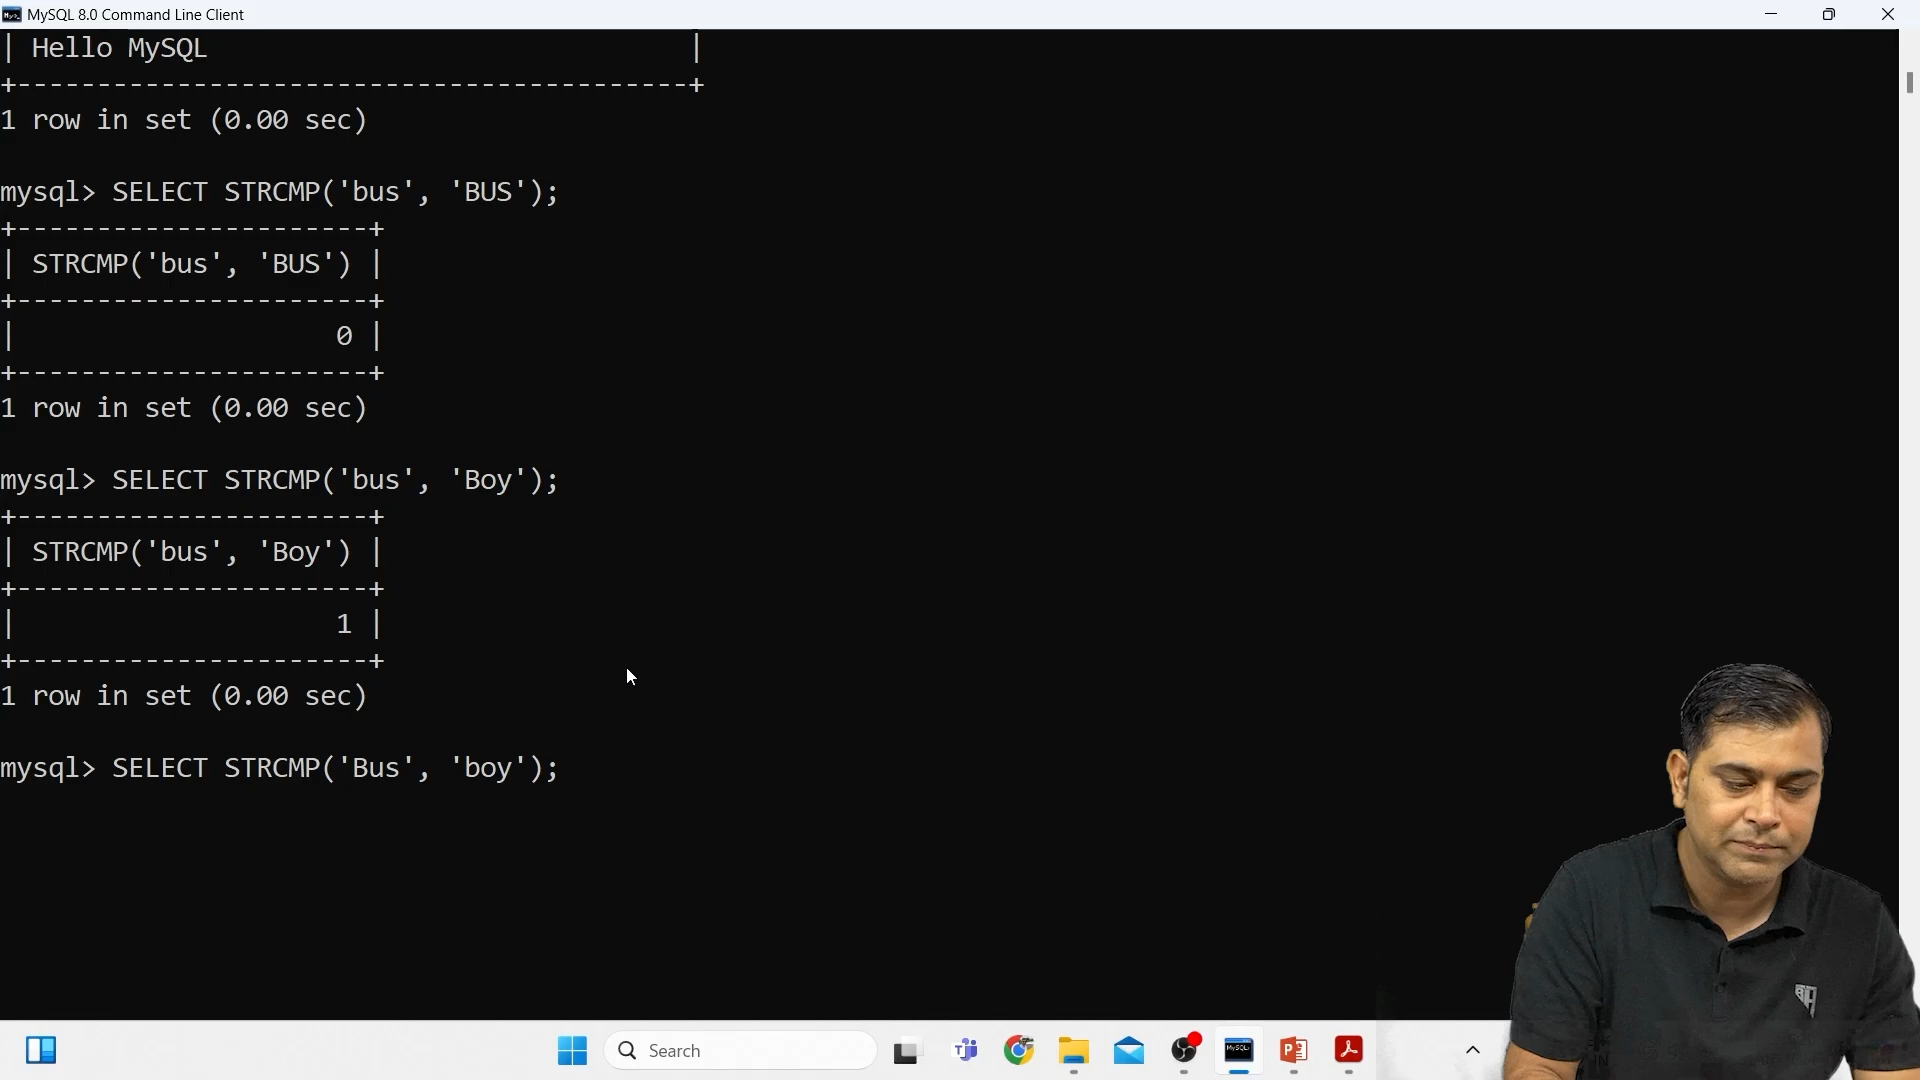 MySQL 8.0 Command Line Client
| Hello MySQL                              |
+------------------------------------------+
1 row in set (0.00 sec)
mysql> SELECT STRCMP('bus', 'BUS');
+----------------------+
| STRCMP('bus', 'BUS') |
+----------------------+
|                    0 |
+----------------------+
1 row in set (0.00 sec)
mysql> SELECT STRCMP('bus', 'Boy');
+----------------------+
| STRCMP('bus', 'Boy') |
+----------------------+
|                    1 |
+----------------------+
1 row in set (0.00 sec)
mysql> SELECT STRCMP('Bus', 'boy');
Search